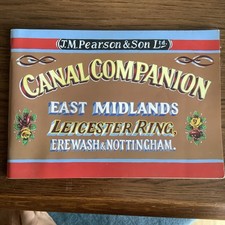 J.M. Pearson & Son Ltd.
CANAL COMPANION
EAST MIDLANDS
LEICESTER RING,
EREWASH & NOTTINGHAM.